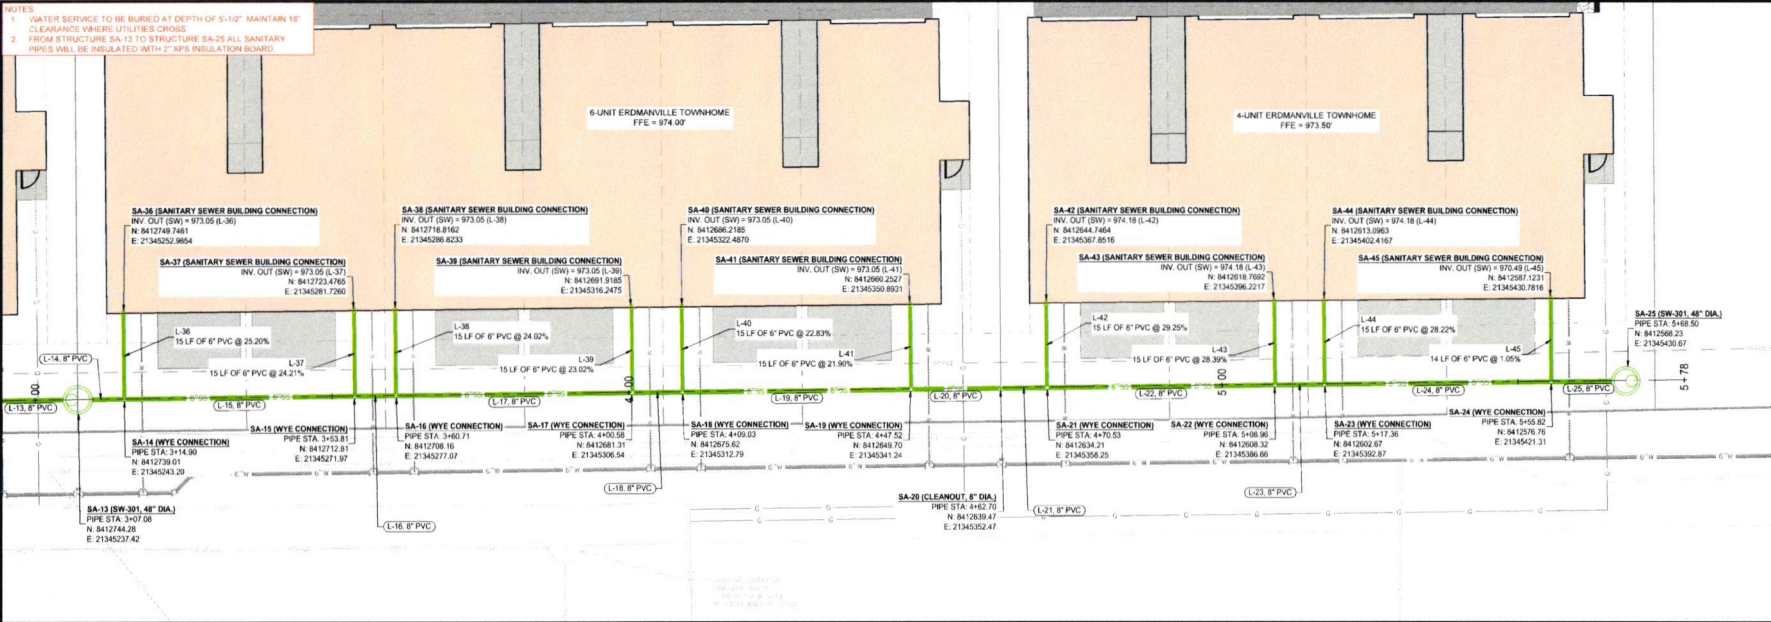 NOTES
1. WATER SERVICE TO BE BURIED AT DEPTH OF 5'-1/2" MAINTAIN 18"
CLEARANCE WHERE UTILITIES CROSS
2. FROM STRUCTURE SA-13 TO STRUCTURE SA-25 ALL SANITARY
PIPES WILL BE INSULATED WITH 2" XPS INSULATION BOARD.
6-UNIT ERDMANVILLE TOWNHOME
FFE = 974.00'
4-UNIT ERDMANVILLE TOWNHOME
FFE = 973.50'
SA-36 (SANITARY SEWER BUILDING CONNECTION)
INV. OUT (SW) = 973.05 (L-36)
N: 8412749.7461
E: 21345252.9854
SA-37 (SANITARY SEWER BUILDING CONNECTION)
INV. OUT (SW) = 973.05 (L-37)
N: 8412723.4765
E: 21345281.7260
SA-38 (SANITARY SEWER BUILDING CONNECTION)
INV. OUT (SW) = 973.05 (L-38)
N: 8412718.8162
E: 21345286.8233
SA-39 (SANITARY SEWER BUILDING CONNECTION)
INV. OUT (SW) = 973.05 (L-39)
N: 8412691.9185
E: 21345316.2475
SA-40 (SANITARY SEWER BUILDING CONNECTION)
INV. OUT (SW) = 973.05 (L-40)
N: 8412686.2185
E: 21345322.4870
SA-41 (SANITARY SEWER BUILDING CONNECTION)
INV. OUT (SW) = 973.05 (L-41)
N: 8412660.2527
E: 21345350.8931
SA-42 (SANITARY SEWER BUILDING CONNECTION)
INV. OUT (SW) = 974.18 (L-42)
N: 8412644.7464
E: 21345367.8516
SA-43 (SANITARY SEWER BUILDING CONNECTION)
INV. OUT (SW) = 974.18 (L-43)
N: 8412618.7692
E: 21345396.2217
SA-44 (SANITARY SEWER BUILDING CONNECTION)
INV. OUT (SW) = 974.18 (L-44)
N: 8412613.0963
E: 21345402.4167
SA-45 (SANITARY SEWER BUILDING CONNECTION)
INV. OUT (SW) = 970.49 (L-45)
N: 8412587.1231
E: 21345430.7816
SA-25 (SW-301, 48" DIA.)
PIPE STA: 5+68.50
N: 8412568.23
E: 21345430.67
L-36
15 LF OF 6" PVC @ 25.20%
L-37
15 LF OF 6" PVC @ 24.21%
L-38
15 LF OF 6" PVC @ 24.02%
L-39
15 LF OF 6" PVC @ 23.02%
L-40
15 LF OF 6" PVC @ 22.83%
L-41
15 LF OF 6" PVC @ 21.90%
L-42
15 LF OF 6" PVC @ 29.25%
L-43
15 LF OF 6" PVC @ 28.39%
L-44
15 LF OF 6" PVC @ 28.22%
L-45
14 LF OF 6" PVC @ 1.05%
L-14, 8" PVC
4+00
5+00
5+78
L-13, 8" PVC
L-15, 8" PVC
L-17, 8" PVC
L-19, 8" PVC
L-20, 8" PVC
L-22, 8" PVC
L-24, 8" PVC
L-25, 8" PVC
SA-14 (WYE CONNECTION)
PIPE STA: 3+14.90
N: 8412739.01
E: 21345243.20
SA-15 (WYE CONNECTION)
PIPE STA: 3+53.81
N: 8412712.81
E: 21345271.97
SA-16 (WYE CONNECTION)
PIPE STA: 3+60.71
N: 8412708.16
E: 21345277.07
SA-17 (WYE CONNECTION)
PIPE STA: 4+00.58
N: 8412681.31
E: 21345306.54
SA-18 (WYE CONNECTION)
PIPE STA: 4+09.03
N: 8412675.62
E: 21345312.79
SA-19 (WYE CONNECTION)
PIPE STA: 4+47.52
N: 8412649.70
E: 21345341.24
SA-21 (WYE CONNECTION)
PIPE STA: 4+70.53
N: 8412634.21
E: 21345358.25
SA-22 (WYE CONNECTION)
PIPE STA: 5+08.96
N: 8412608.32
E: 21345386.66
SA-23 (WYE CONNECTION)
PIPE STA: 5+17.36
N: 8412602.67
E: 21345392.87
SA-24 (WYE CONNECTION)
PIPE STA: 5+55.82
N: 8412576.76
E: 21345421.31
L-18, 8" PVC
L-23, 8" PVC
SA-20 (CLEANOUT, 8" DIA.)
PIPE STA: 4+62.70
N: 8412639.47
E: 21345352.47
L-21, 8" PVC
L-16, 8" PVC
SA-13 (SW-301, 48" DIA.)
PIPE STA: 3+07.08
N: 8412744.28
E: 21345237.42